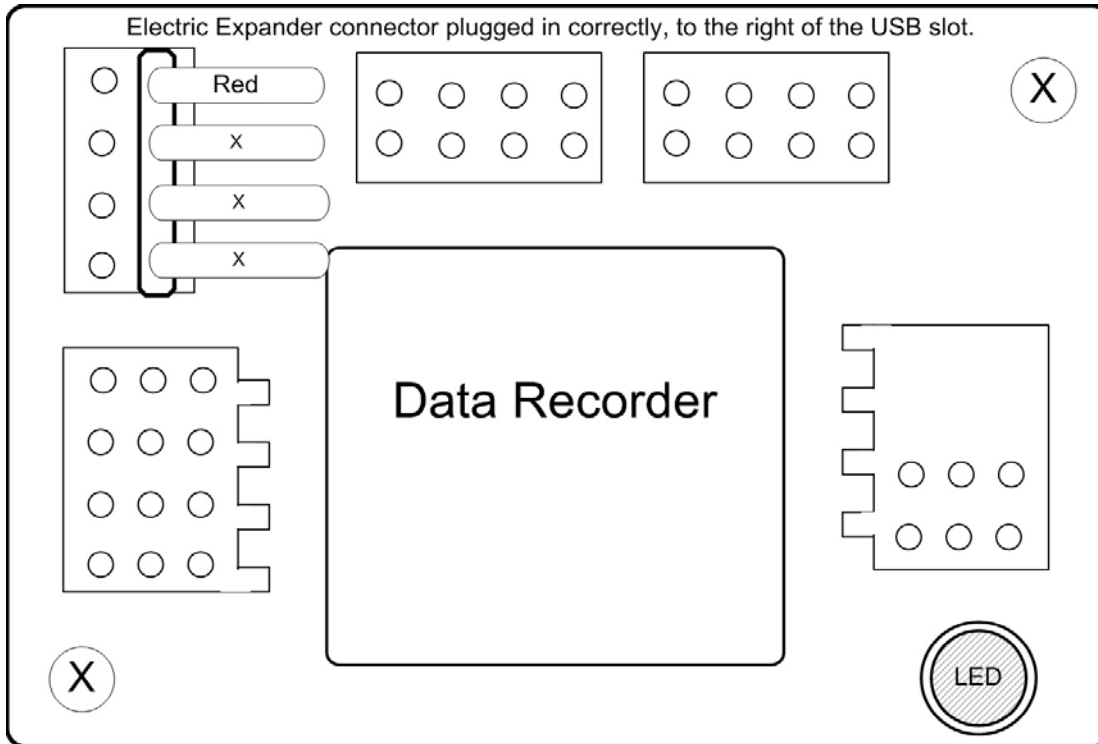 Electric Expander connector plugged in correctly, to the right of the USB slot.
Red
X
X
X
X
Data Recorder
X
LED